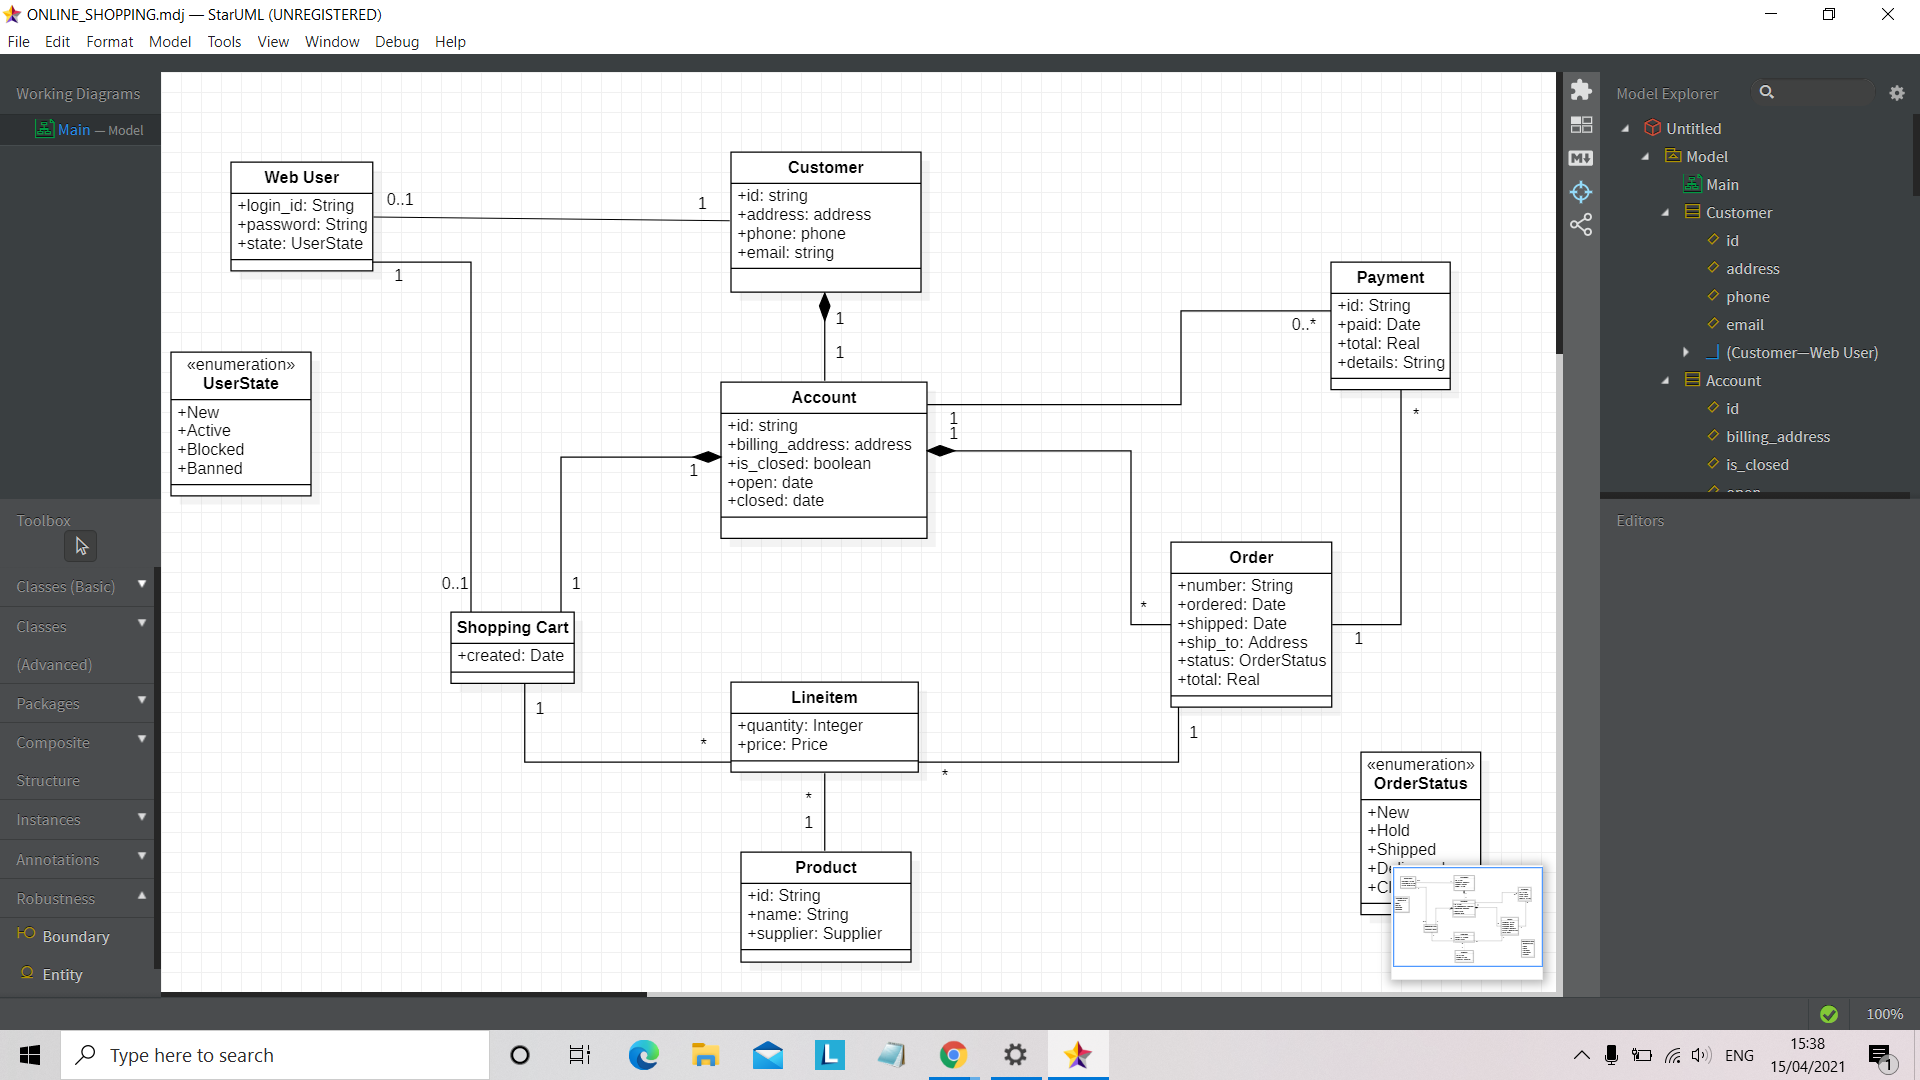 ONLINE_SHOPPING.mdj — StarUML (UNREGISTERED)
File Edit Format Model Tools View Window Debug Help
Working Diagrams
Main — Model
Toolbox
Classes (Basic)
Classes
(Advanced)
Packages
Composite
Structure
Instances
Annotations
Robustness
Boundary
Entity
Web User
+login_id: String
+password: String
+state: UserState
0..1
1
1
Customer
+id: string
+address: address
+phone: phone
+email: string
1
1
«enumeration»
UserState
+New
+Active
+Blocked
+Banned
Account
+id: string
+billing_address: address
+is_closed: boolean
+open: date
+closed: date
1
1
1
0..*
Payment
+id: String
+paid: Date
+total: Real
+details: String
*
0..1
1
Shopping Cart
+created: Date
1
*
Order
+number: String
+ordered: Date
+shipped: Date
+ship_to: Address
+status: OrderStatus
+total: Real
1
1
*
Lineitem
+quantity: Integer
+price: Price
*
*
1
Product
+id: String
+name: String
+supplier: Supplier
«enumeration»
OrderStatus
+New
+Hold
+Shipped
Model Explorer
Untitled
Model
Main
Customer
id
address
phone
email
(Customer—Web User)
Account
id
billing_address
is_closed
Editors
100%
Type here to search
L
ENG
15:38
15/04/2021
1